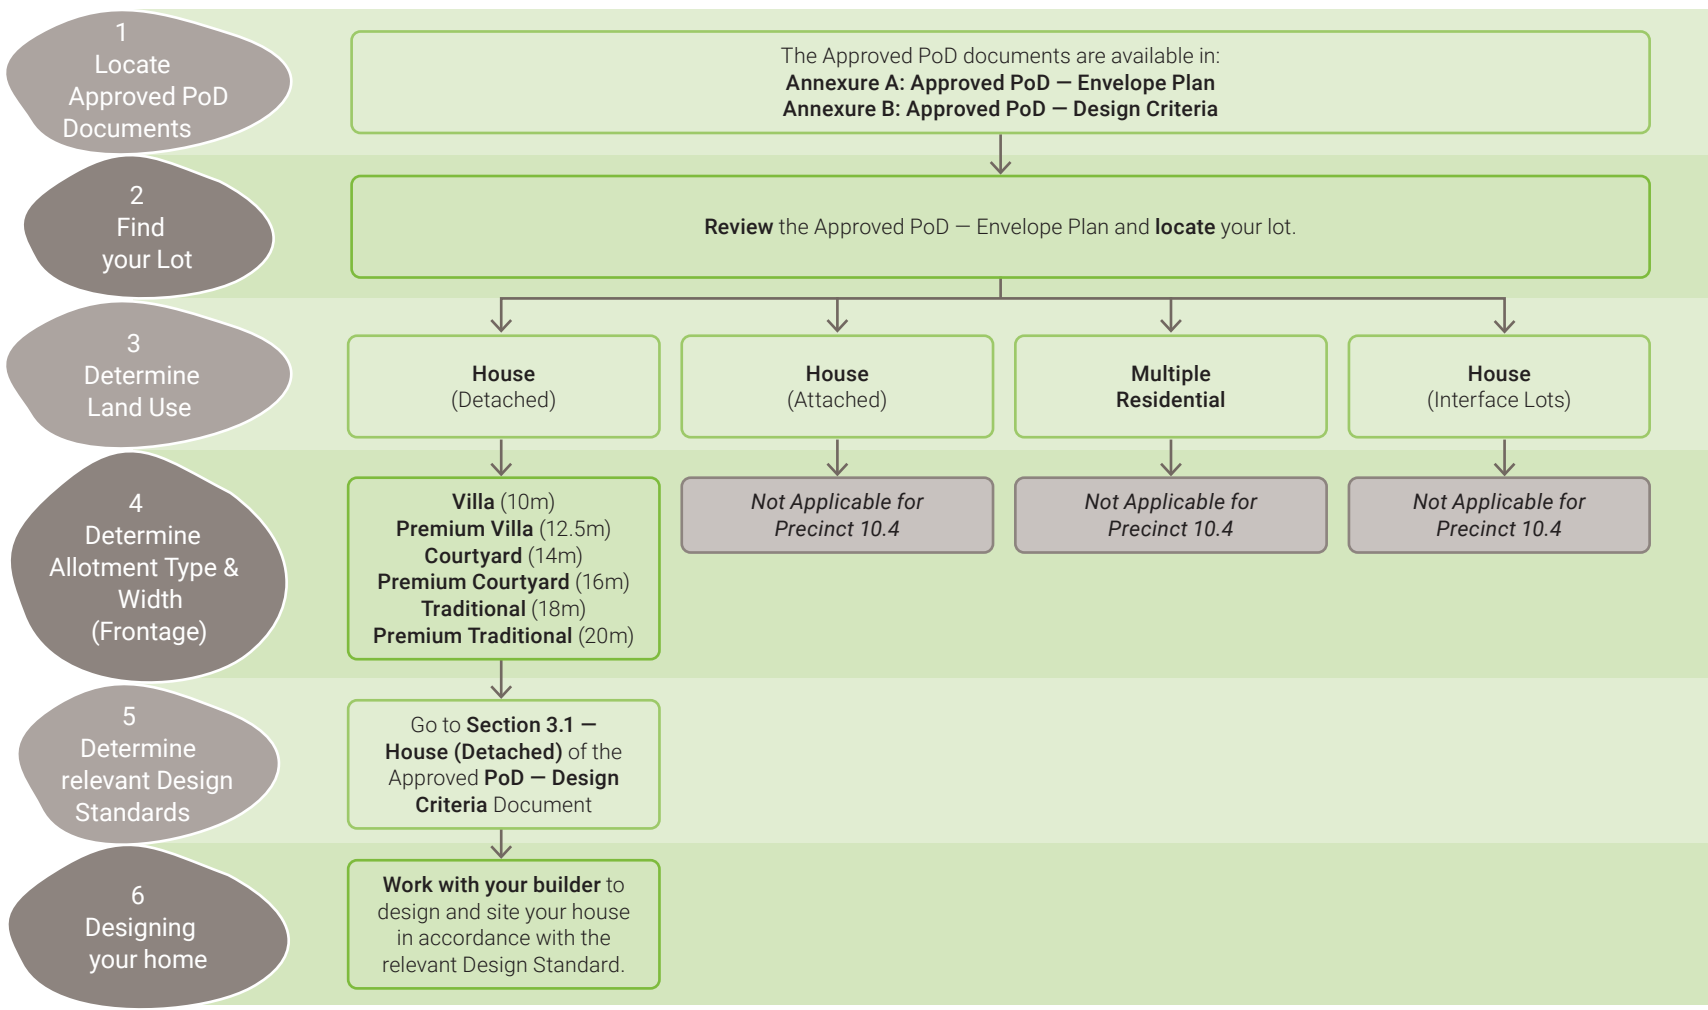 1
Locate
Approved PoD
Documents
The Approved PoD documents are available in:
Annexure A: Approved PoD — Envelope Plan
Annexure B: Approved PoD — Design Criteria
2
Find
your Lot
Review the Approved PoD — Envelope Plan and locate your lot.
3
Determine
Land Use
House
(Detached)
House
(Attached)
Multiple
Residential
House
(Interface Lots)
4
Determine
Allotment Type &
Width
(Frontage)
Villa (10m)
Premium Villa (12.5m)
Courtyard (14m)
Premium Courtyard (16m)
Traditional (18m)
Premium Traditional (20m)
Not Applicable for
Precinct 10.4
Not Applicable for
Precinct 10.4
Not Applicable for
Precinct 10.4
5
Determine
relevant Design
Standards
Go to Section 3.1 —
House (Detached) of the
Approved PoD — Design
Criteria Document
6
Designing
your home
Work with your builder to
design and site your house
in accordance with the
relevant Design Standard.